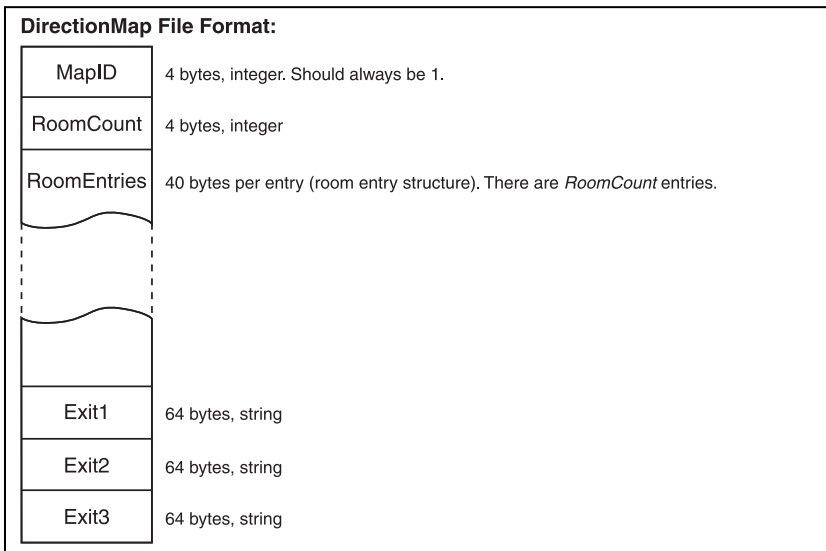 DirectionMap File Format:
MapID 4 bytes, integer. Should always be 1.
RoomCount 4 bytes, integer
RoomEntries 40 bytes per entry (room entry structure). There are RoomCount entries.
Exit1 64 bytes, string
Exit2 64 bytes, string
Exit3 64 bytes, string